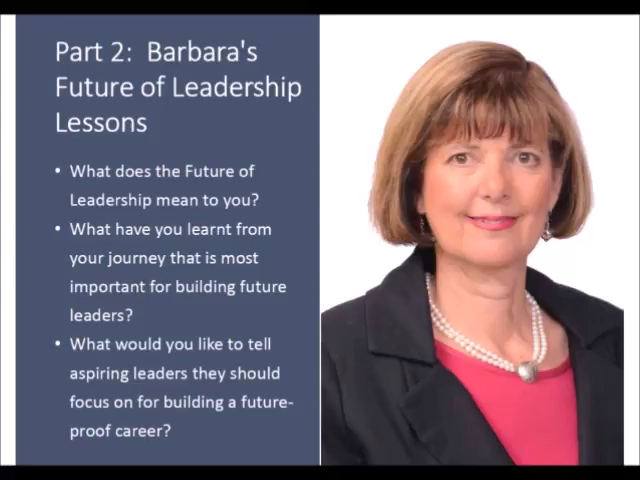 Part 2:  Barbara's
Future of Leadership
Lessons
• What does the Future of
Leadership mean to you?
• What have you learnt from
your journey that is most
important for building future
leaders?
• What would you like to tell
aspiring leaders they should
focus on for building a future-
proof career?